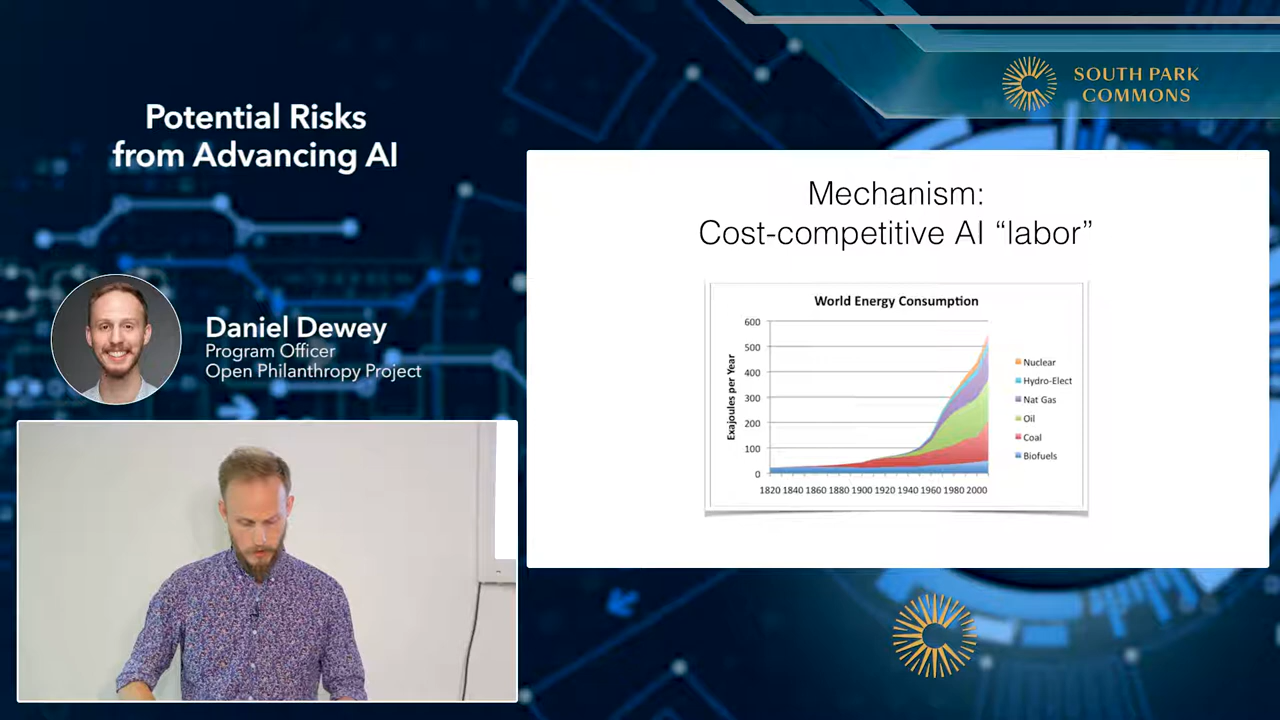 Potential Risks
from Advancing AI
Daniel Dewey
Program Officer
Open Philanthropy Project
SOUTH PARK
COMMONS
Mechanism:
Cost-competitive AI “labor”
World Energy Consumption
Exajoules per Year
600
500
400
300
200
100
0
1820 1840 1860 1880 1900 1920 1940 1960 1980 2000
Nuclear
Hydro-Elect
Nat Gas
Oil
Coal
Biofuels